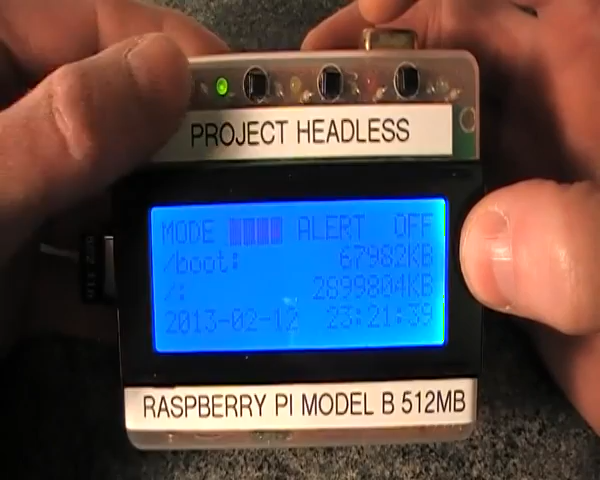 PROJECT HEADLESS
MODE ALERT OFF
/boot: 67982KB
/: 2899804KB
2013-02-12 23:21:39
RASPBERRY PI MODEL B 512MB